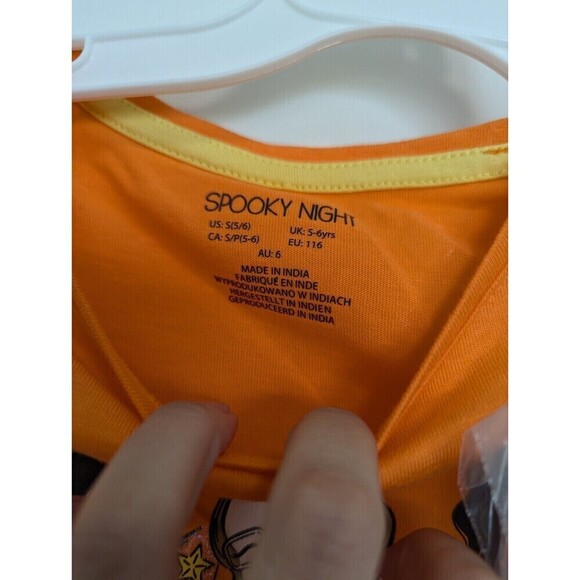 SPOOKY NIGHT
US: S(5/6) UK: 5-6yrs
CA: S/P(5-6) EU: 116
AU: 6
MADE IN INDIA
FABRIQUÉ EN INDE
WYPRODUKOWANO W INDIACH
HERGESTELLT IN INDIEN
GEPRODUCEERD IN INDIA